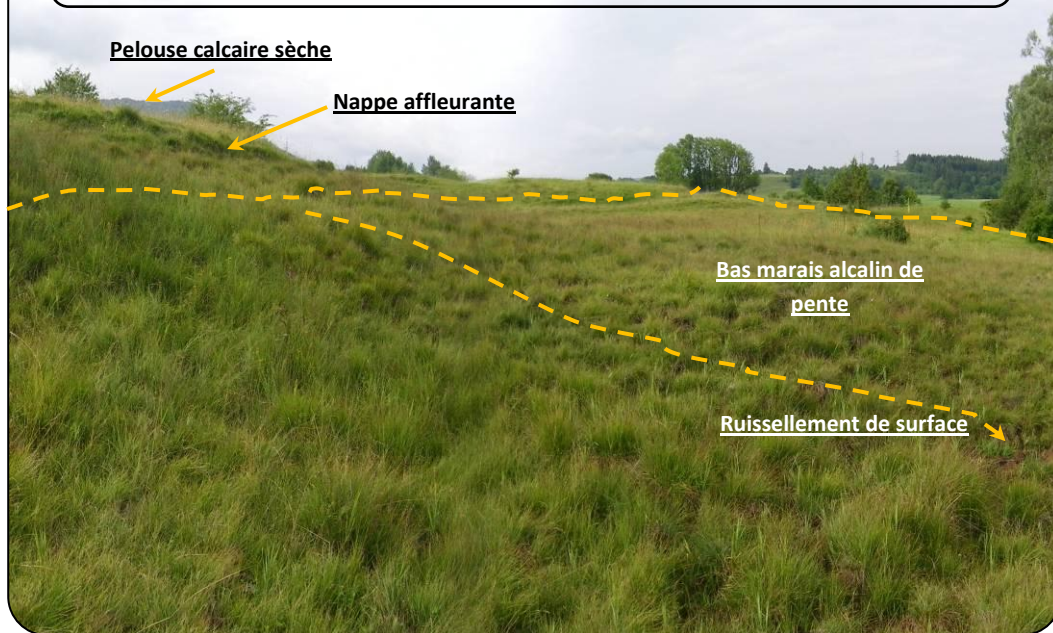 Pelouse calcaire sèche
Nappe affleurante
Bas marais alcalin de
pente
Ruissellement de surface